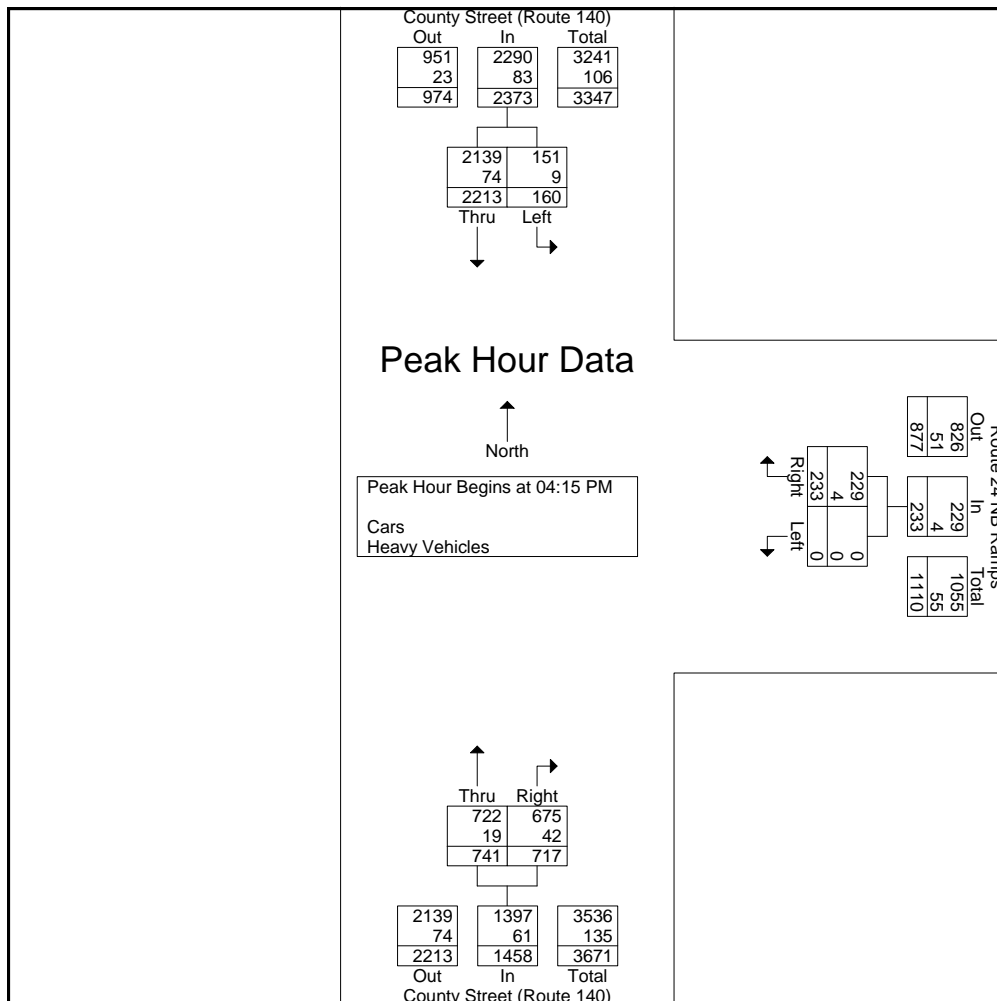 County Street (Route 140)
Out In Total
951 2290 3241
23 83 106
974 2373 3347
2139 151
74 9
2213 160
Thru Left
Peak Hour Data
North
Peak Hour Begins at 04:15 PM
Cars
Heavy Vehicles
Route 24 NB Ramps
Out In Total
826 229 1055
51 4 55
877 233 1110
229 0
4 0
233 0
Right Left
Thru Right
722 675
19 42
741 717
2139 1397 3536
74 61 135
2213 1458 3671
Out In Total
County Street (Route 140)